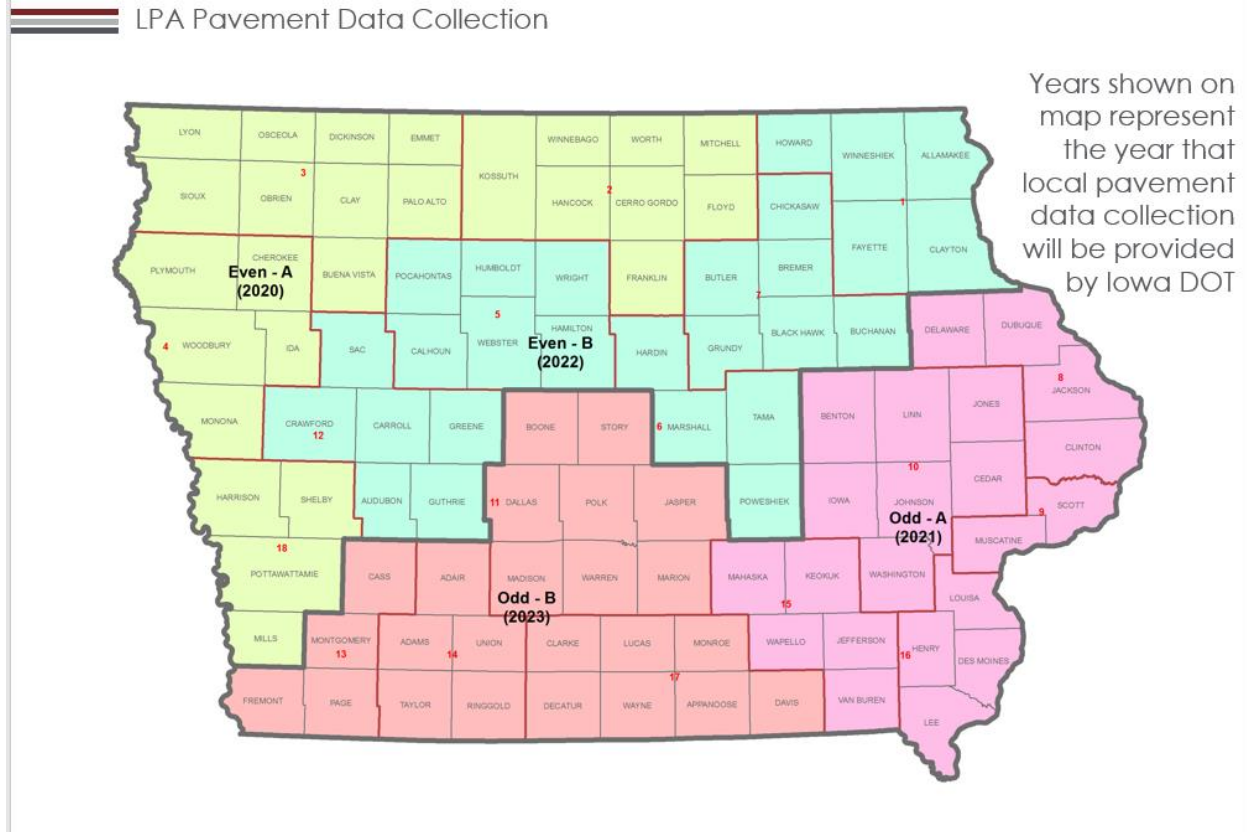 LPA Pavement Data Collection
Years shown on
map represent
the year that
local pavement
data collection
will be provided
by Iowa DOT
LYON
OSCEOLA
DICKINSON
EMMET
KOSSUTH
WINNEBAGO
WORTH
MITCHELL
HOWARD
WINNESHIEK
ALLAMAKEE
3
2
1
SIOUX
OBRIEN
CLAY
PALO ALTO
HANCOCK
CERRO GORDO
FLOYD
CHICKASAW
FAYETTE
CLAYTON
PLYMOUTH
CHEROKEE
Even - A
(2020)
BUENA VISTA
POCAHONTAS
HUMBOLDT
WRIGHT
FRANKLIN
BUTLER
BREMER
7
4
WOODBURY
IDA
SAC
CALHOUN
5
WEBSTER
HAMILTON
Even - B
(2022)
HARDIN
GRUNDY
BLACK HAWK
BUCHANAN
DELAWARE
DUBUQUE
8
JACKSON
MONONA
CRAWFORD
12
CARROLL
GREENE
BOONE
STORY
6
MARSHALL
TAMA
BENTON
LINN
JONES
CLINTON
10
HARRISON
SHELBY
AUDUBON
GUTHRIE
11
DALLAS
POLK
JASPER
POWESHIEK
IOWA
JOHNSON
Odd - A
(2021)
CEDAR
9
SCOTT
MUSCATINE
18
POTTAWATTAMIE
CASS
ADAIR
MADISON
Odd - B
(2023)
WARREN
MARION
MAHASKA
KEOKUK
15
WASHINGTON
LOUISA
MILLS
MONTGOMERY
13
ADAMS
14
UNION
CLARKE
LUCAS
MONROE
17
WAPELLO
JEFFERSON
16
HENRY
DES MOINES
FREMONT
PAGE
TAYLOR
RINGGOLD
DECATUR
WAYNE
APPANOOSE
DAVIS
VAN BUREN
LEE